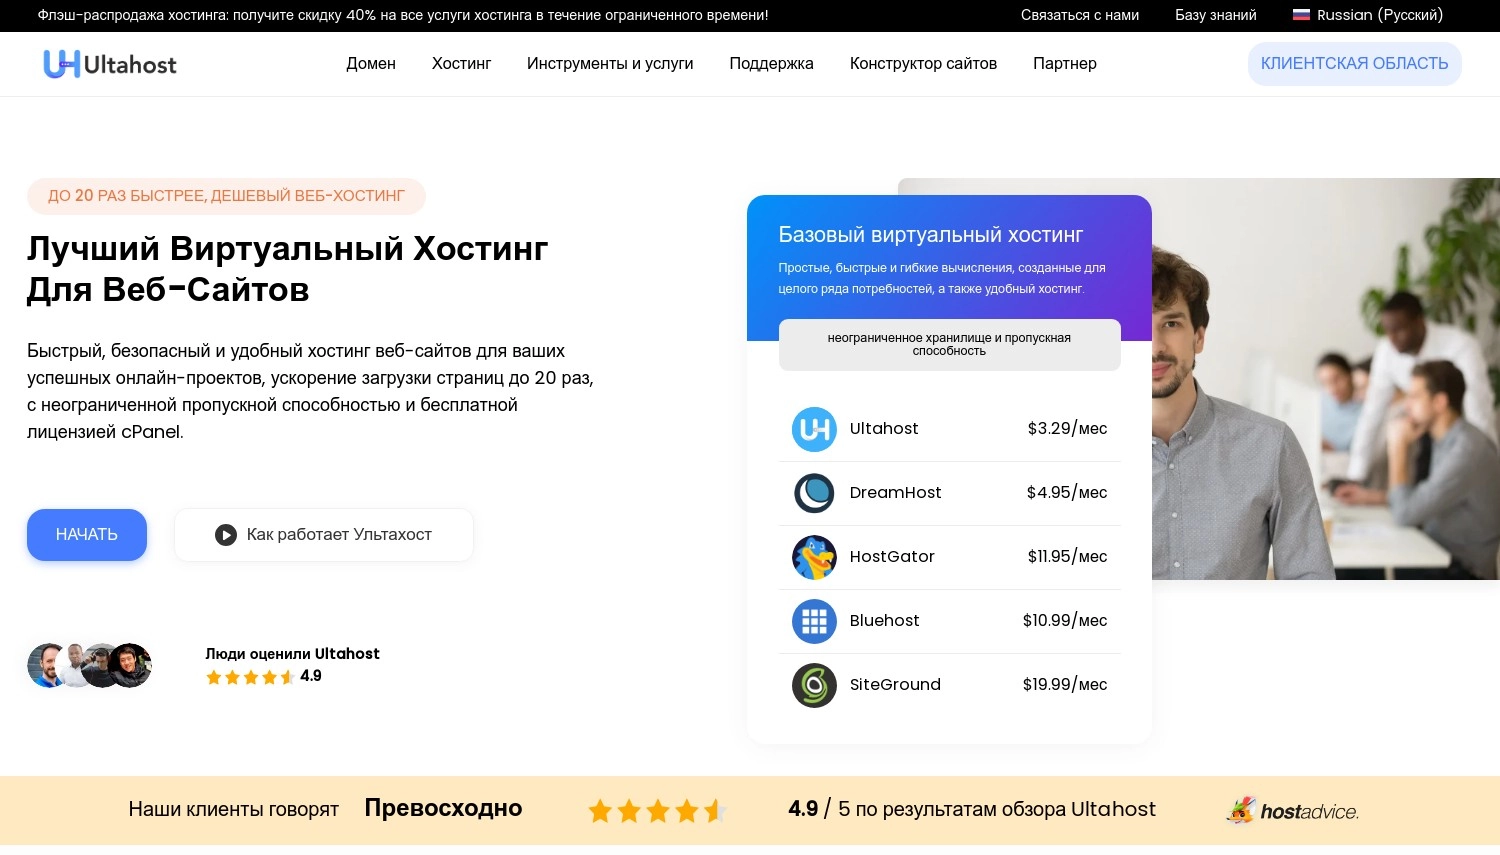 Флэш-распродажа хостинга: получите скидку 40% на все услуги хостинга в течение ограниченного времени!
Связаться с нами
Базу знаний
Russian (Русский)
Ultahost
Домен
Хостинг
Инструменты и услуги
Поддержка
Конструктор сайтов
Партнер
КЛИЕНТСКАЯ ОБЛАСТЬ
ДО 20 РАЗ БЫСТРЕЕ, ДЕШЕВЫЙ ВЕБ-ХОСТИНГ
Лучший Виртуальный Хостинг
Для Веб-Сайтов
Быстрый, безопасный и удобный хостинг веб-сайтов для ваших
успешных онлайн-проектов, ускорение загрузки страниц до 20 раз,
с неограниченной пропускной способностью и бесплатной
лицензией cPanel.
НАЧАТЬ
Как работает Ультахост
Люди оценили Ultahost
4.9
Базовый виртуальный хостинг
Простые, быстрые и гибкие вычисления, созданные для
целого ряда потребностей, а также удобный хостинг.
неограниченное хранилище и пропускная
способность
Ultahost $3.29/мес
DreamHost $4.95/мес
HostGator $11.95/мес
Bluehost $10.99/мес
SiteGround $19.99/мес
Наши клиенты говорят
Превосходно
4.9 / 5 по результатам обзора Ultahost
hostadvice.